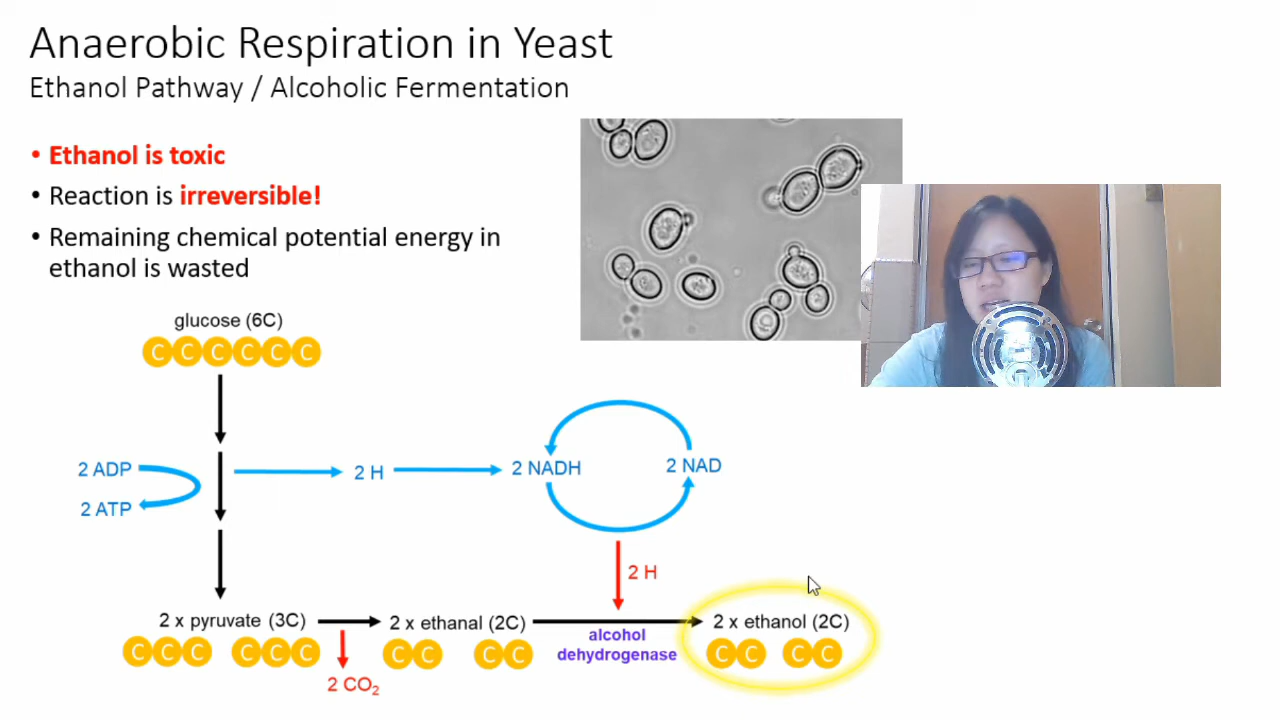 Anaerobic Respiration in Yeast
Ethanol Pathway / Alcoholic Fermentation
• Ethanol is toxic
• Reaction is irreversible!
• Remaining chemical potential energy in
ethanol is wasted
glucose (6C)
C C C C C C
2 ADP
2 ATP
2 H
2 NADH
2 NAD
2 H
2 x pyruvate (3C)
C C C C C C
2 CO₂
2 x ethanal (2C)
C C C C
alcohol
dehydrogenase
2 x ethanol (2C)
C C C C